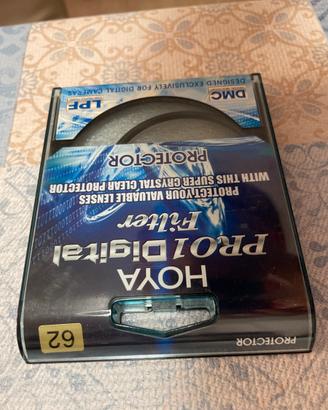 PROTECTOR
62
HOYA
PRO1 Digital
Filter
PROTECT YOUR VALUABLE LENSES
WITH THIS SUPER CRYSTAL CLEAR PROTECTOR
PROTECTOR
DMC
LPF
DESIGNED EXCLUSIVELY FOR DIGITAL CAMERAS